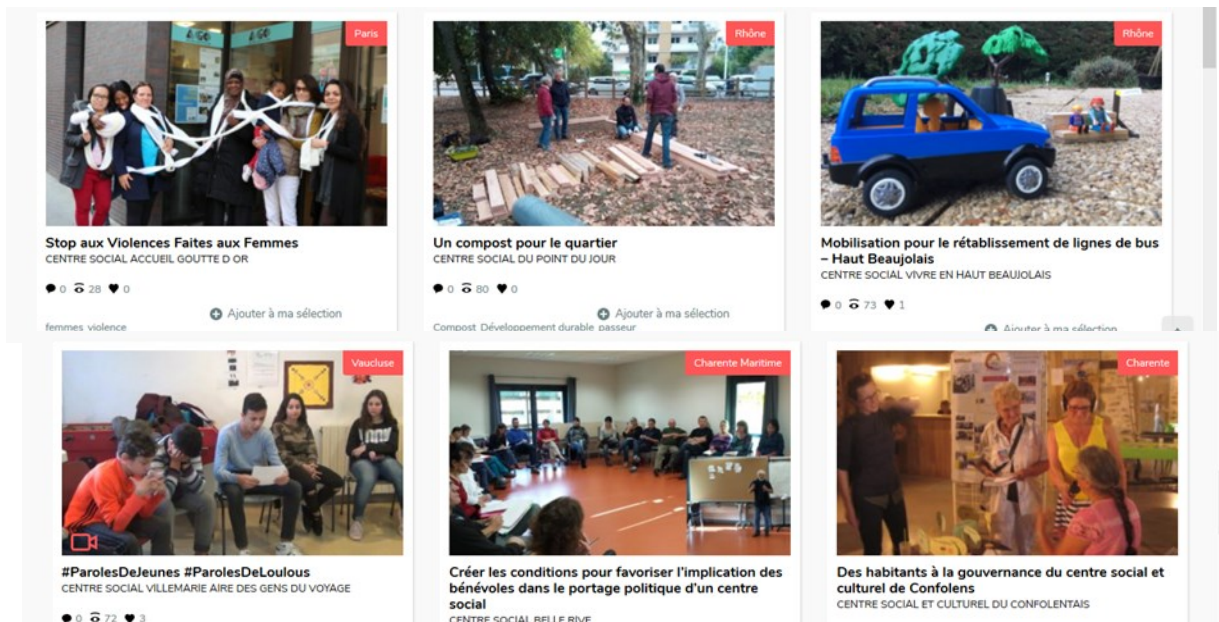 Paris
AGO
AGO
Stop aux Violences Faites aux Femmes
CENTRE SOCIAL ACCUEIL GOUTTE D OR
0 28 0
Ajouter à ma sélection
femmes violence
Rhône
Un compost pour le quartier
CENTRE SOCIAL DU POINT DU JOUR
0 80 0
Ajouter à ma sélection
Compost Développement durable passeur
Rhône
Mobilisation pour le rétablissement de lignes de bus
– Haut Beaujolais
CENTRE SOCIAL VIVRE EN HAUT BEAUJOLAIS
0 73 1
Ajouter à ma sélection
Vaucluse
#ParolesDeJeunes #ParolesDeLoulous
CENTRE SOCIAL VILLEMARIE AIRE DES GENS DU VOYAGE
0 72 3
Charente Maritime
Créer les conditions pour favoriser l'implication des
bénévoles dans le portage politique d'un centre
social
CENTRE SOCIAL BELLE RIVE
Charente
Des habitants à la gouvernance du centre social et
culturel de Confolens
CENTRE SOCIAL ET CULTUREL DU CONFOLENTAIS